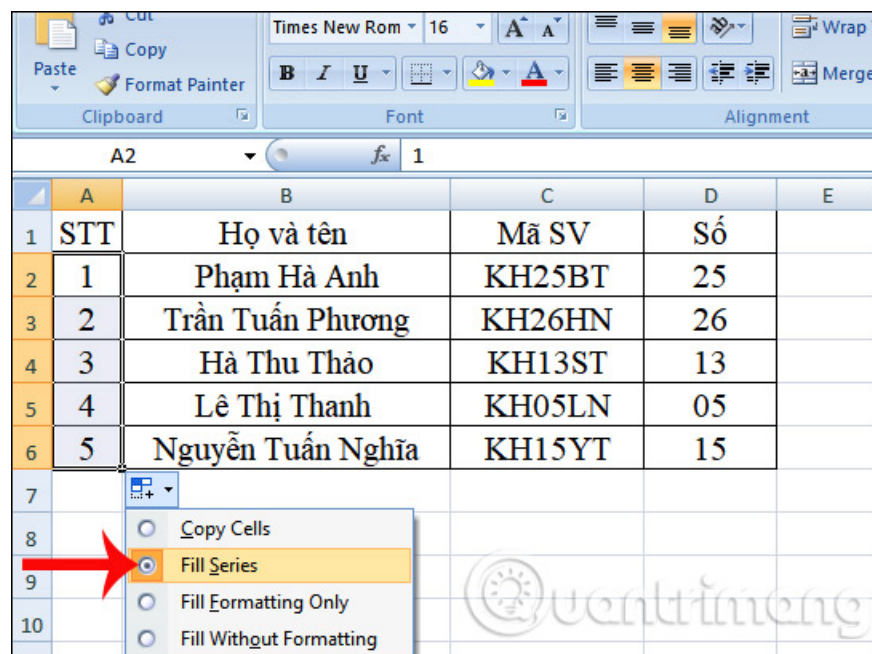 Cut
Copy
Paste
Format Painter
Clipboard
Times New Rom 16 A A
B I U A
Font
Wrap
Merge
Alignment
A2 fx 1
A B C D E
1 STT Họ và tên Mã SV Số
2 1 Phạm Hà Anh KH25BT 25
3 2 Trần Tuấn Phương KH26HN 26
4 3 Hà Thu Thảo KH13ST 13
5 4 Lê Thị Thanh KH05LN 05
6 5 Nguyễn Tuấn Nghĩa KH15YT 15
7
8 Copy Cells
9 Fill Series
Fill Formatting Only
10 Fill Without Formatting
Quantrimang